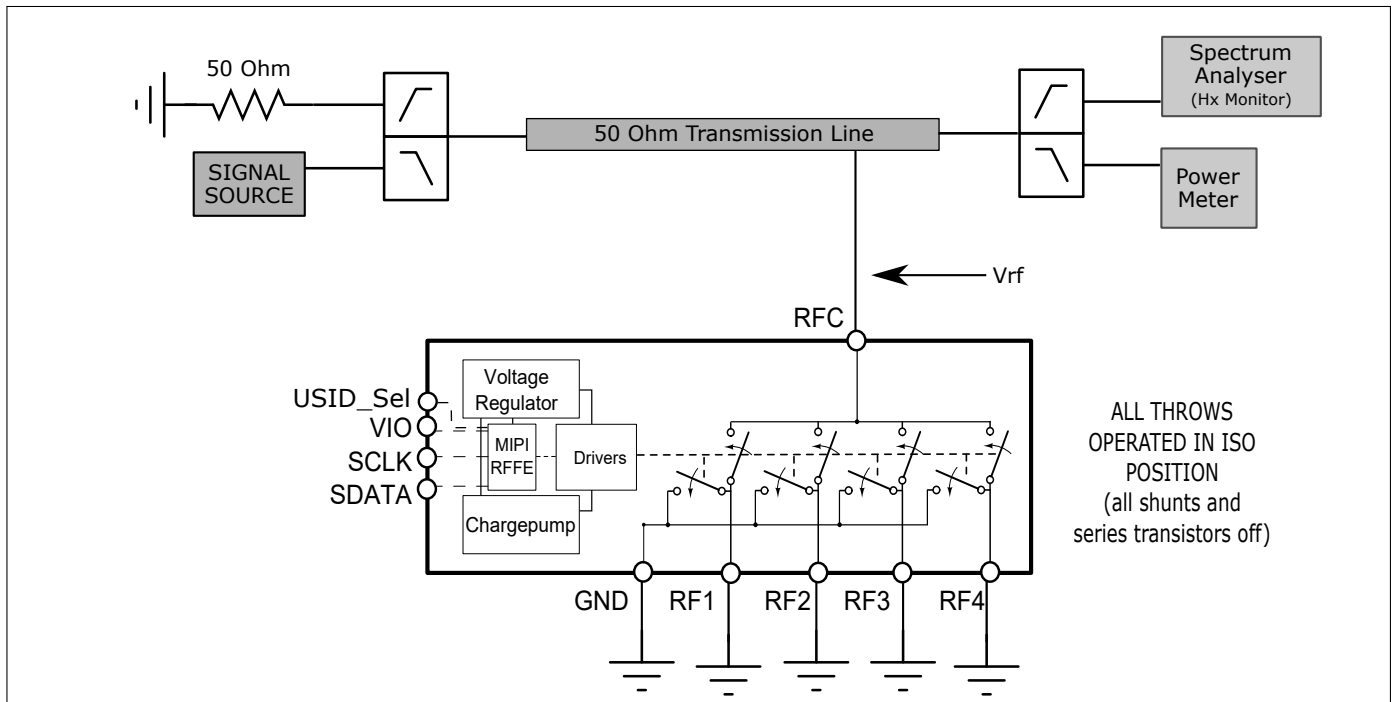 50 Ohm
SIGNAL
SOURCE
50 Ohm Transmission Line
Spectrum
Analyser
(Hx Monitor)
Power
Meter
Vrf
RFC
USID_Sel
VIO
SCLK
SDATA
Voltage
Regulator
MIPI
RFFE
Drivers
Chargepump
ALL THROWS
OPERATED IN ISO
POSITION
(all shunts and
series transistors off)
GND
RF1
RF2
RF3
RF4